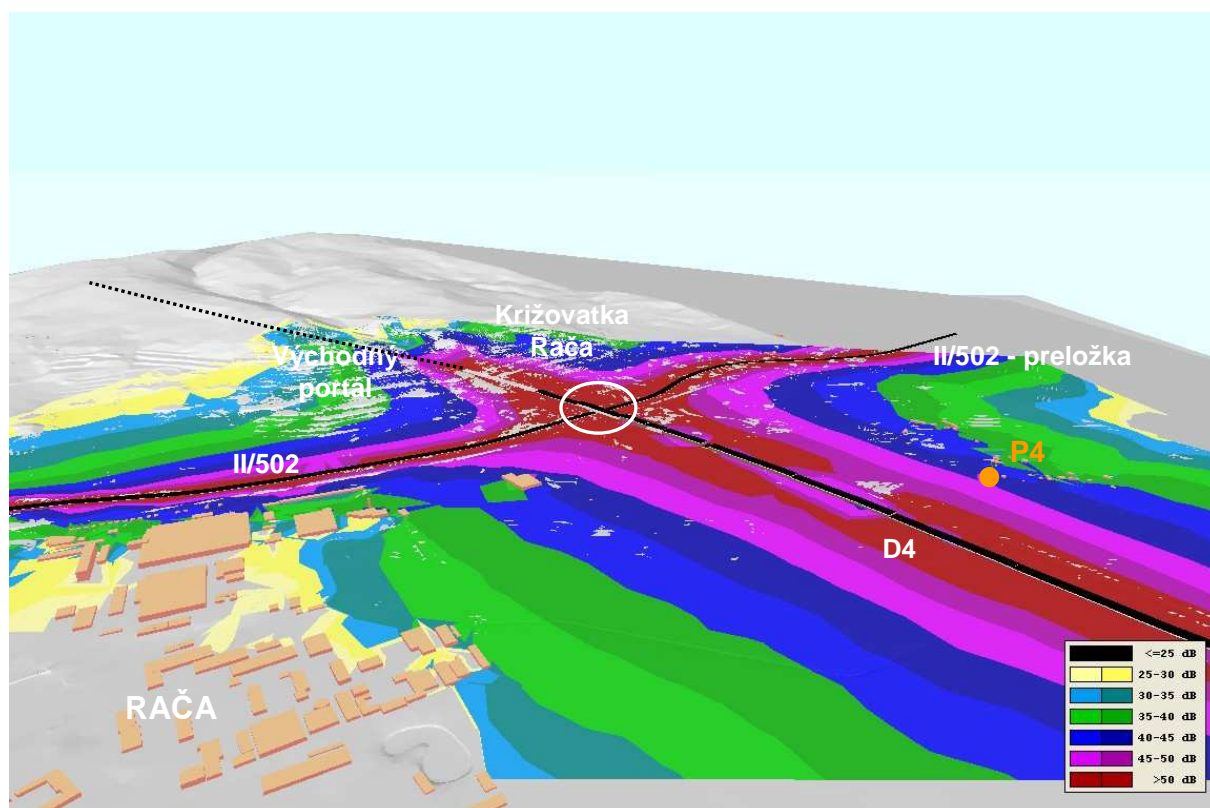 Križovatka
Rača
Východný
portál
II/502 - preložka
II/502
P4
D4
RAČA
<=25 dB
25-30 dB
30-35 dB
35-40 dB
40-45 dB
45-50 dB
>50 dB